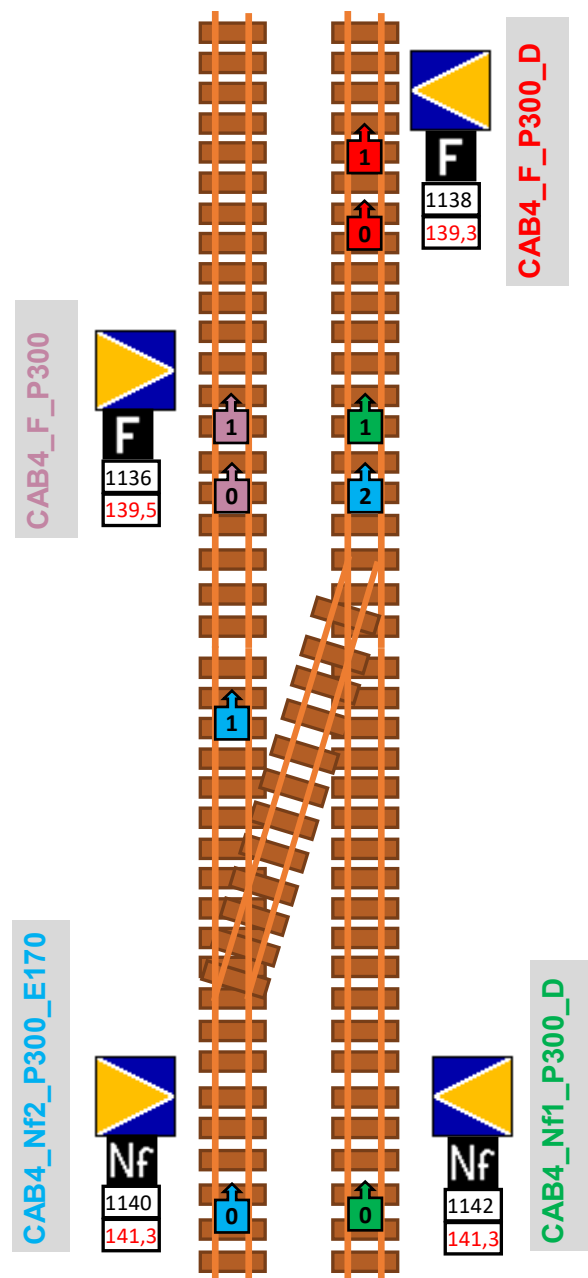 CAB4_F_P300_D
F
1138
139,3
1
0
CAB4_F_P300
F
1136
139,5
1
0
1
2
1
CAB4_Nf2_P300_E170
Nf
1140
141,3
0
0
Nf
1142
141,3
CAB4_Nf1_P300_D